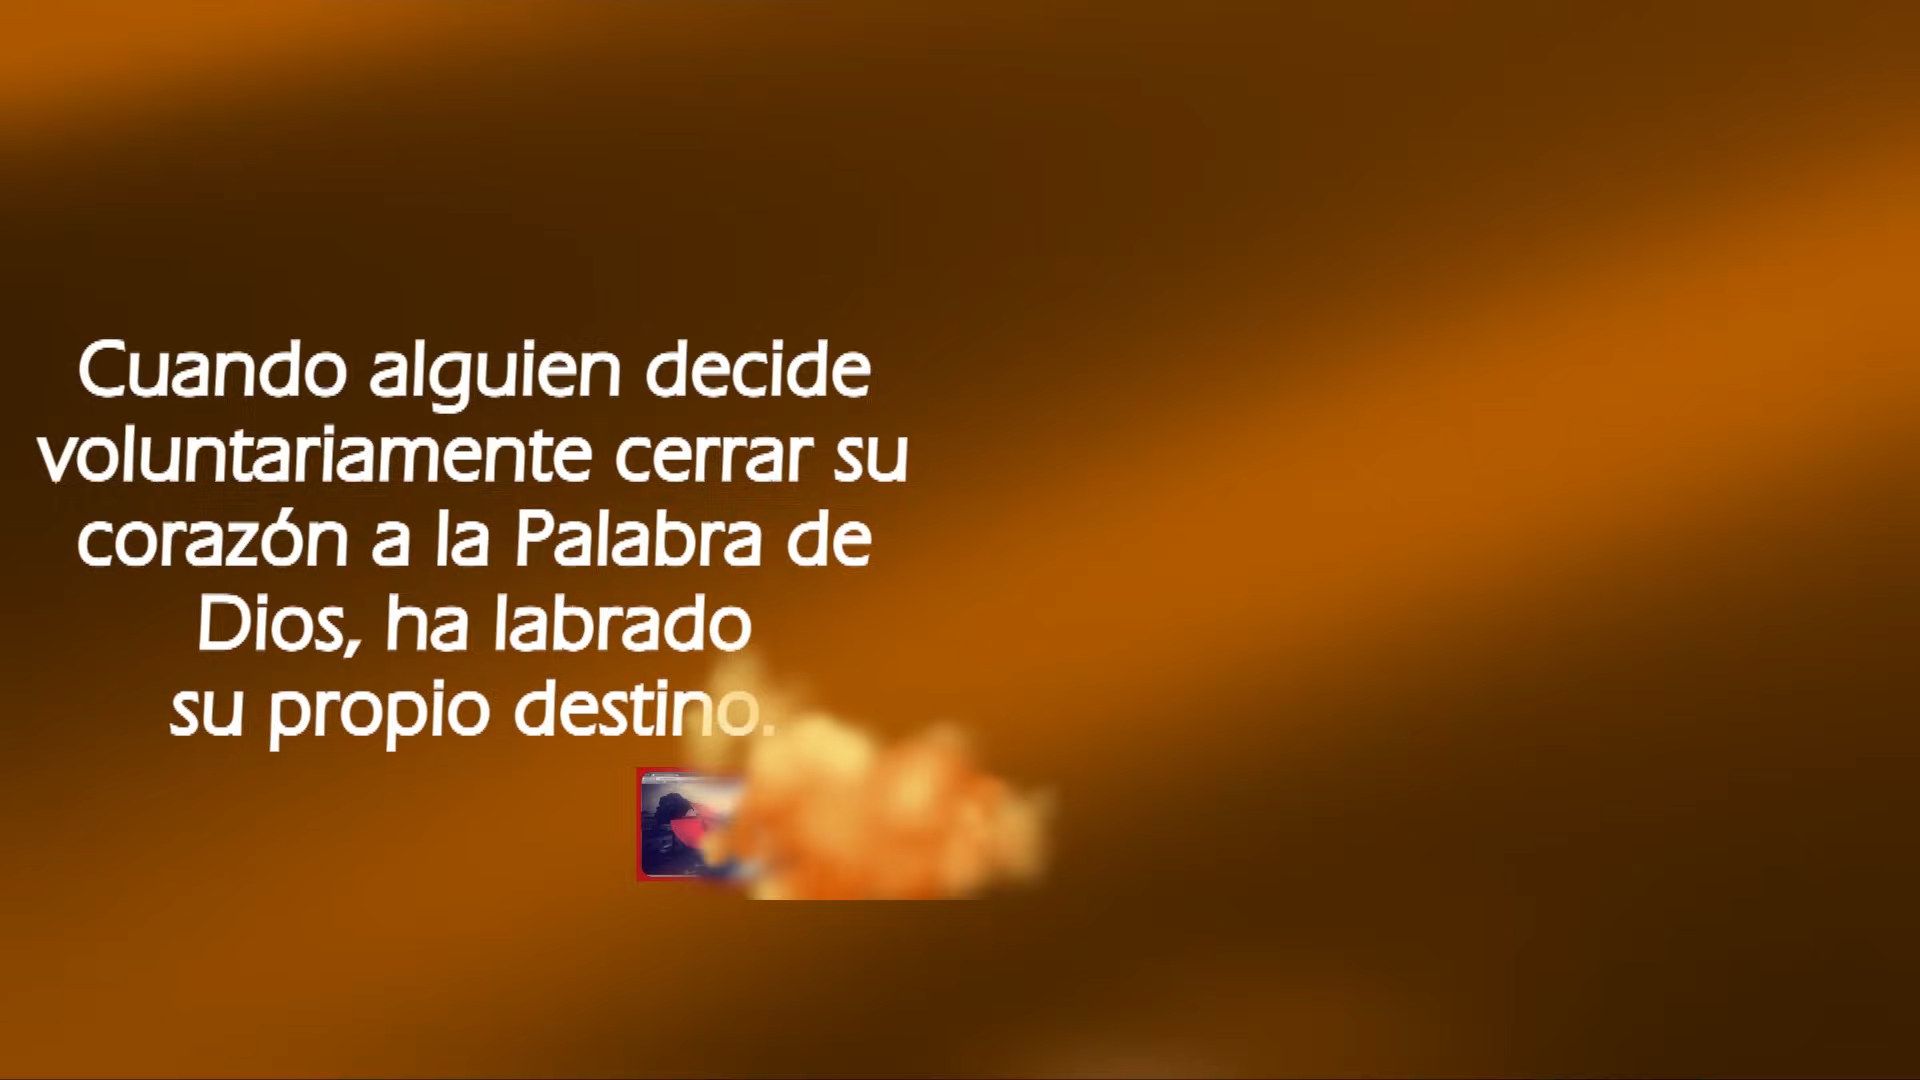 Cuando alguien decide
voluntariamente cerrar su
corazón a la Palabra de
Dios, ha labrado
su propio destino.